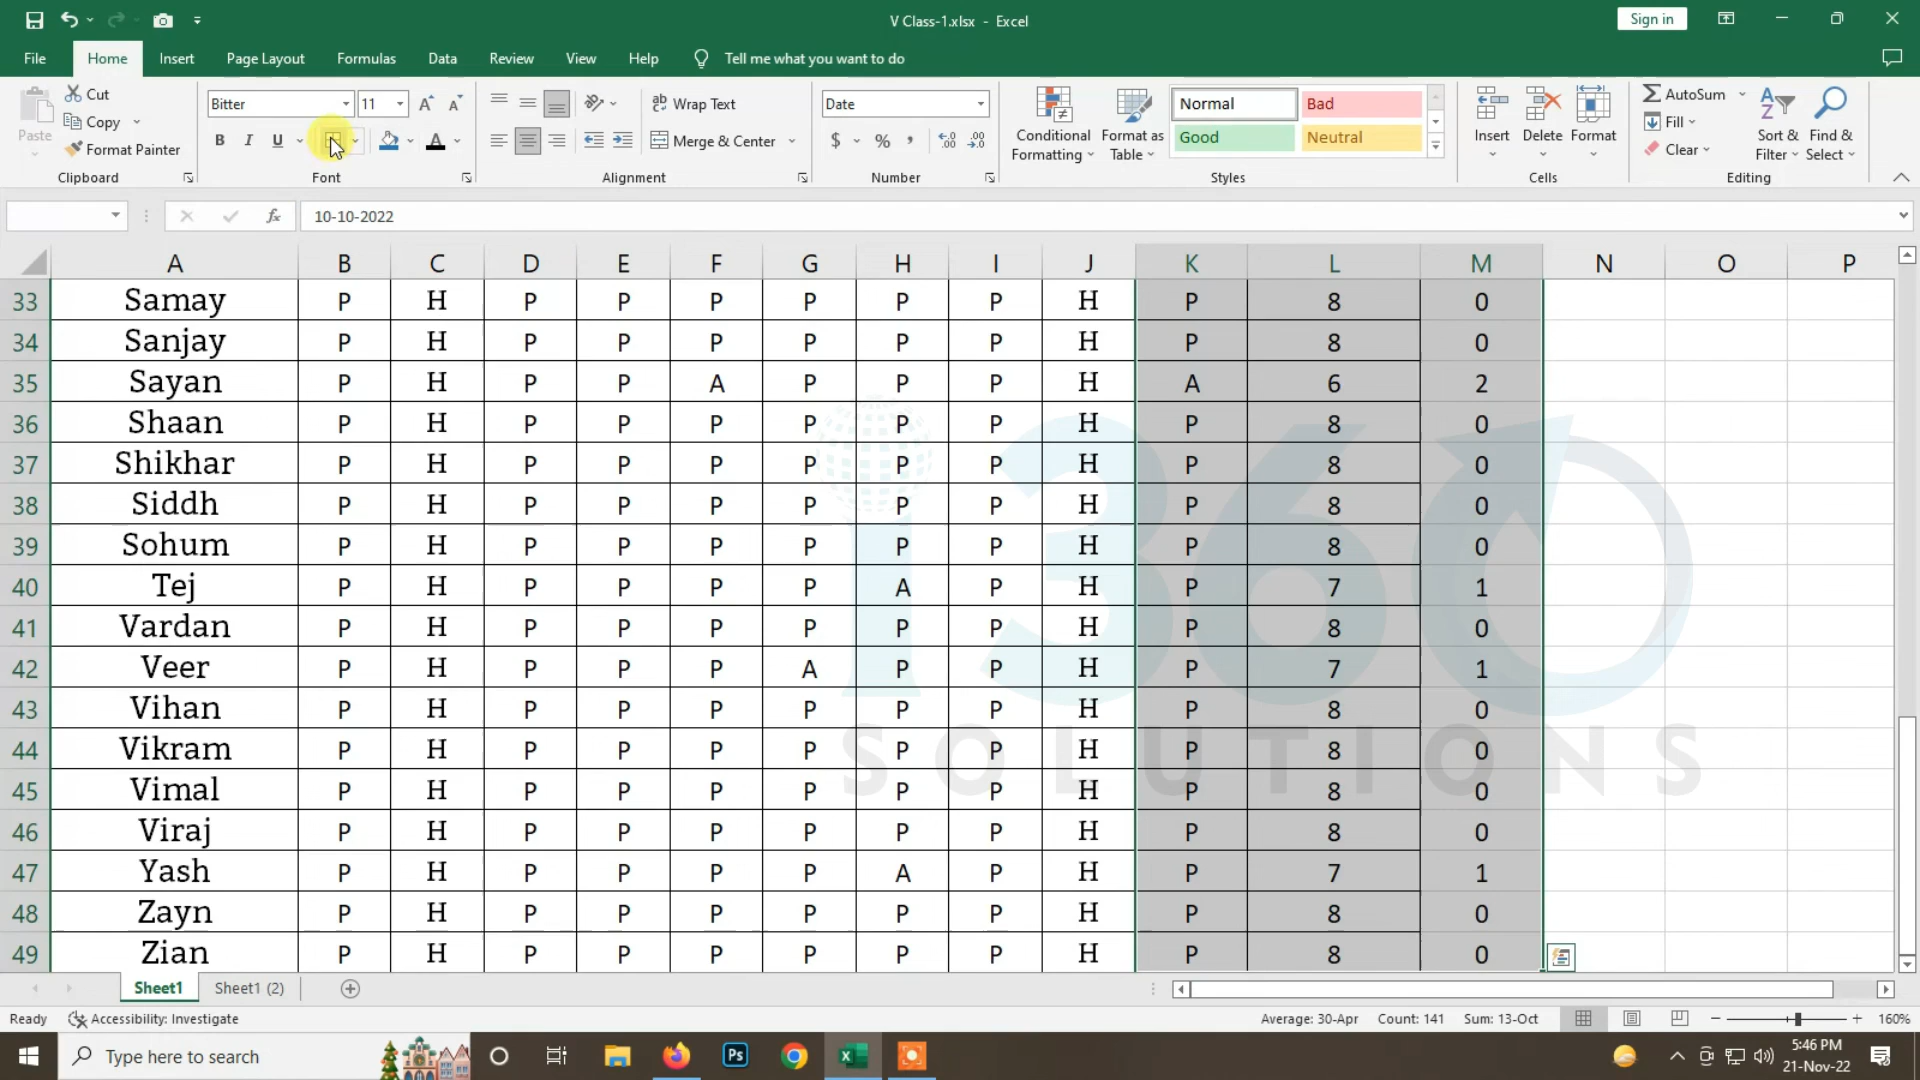 V Class-1.xlsx - Excel
Sign in
File Home Insert Page Layout Formulas Data Review View Help Tell me what you want to do
Paste
Cut
Copy
Format Painter
Clipboard
Bitter 11
B I U
Font
Wrap Text
Merge & Center
Alignment
Date
$ % ,
Number
Conditional Formatting
Format as Table
Normal Bad
Good Neutral
Styles
Insert Delete Format
Cells
AutoSum
Fill
Clear
Sort & Filter
Find & Select
Editing
fx 10-10-2022
A B C D E F G H I J K L M N O P
33 Samay P H P P P P P P H P 8 0
34 Sanjay P H P P P P P P H P 8 0
35 Sayan P H P P A P P P H A 6 2
36 Shaan P H P P P P P P H P 8 0
37 Shikhar P H P P P P P P H P 8 0
38 Siddh P H P P P P P P H P 8 0
39 Sohum P H P P P P P P H P 8 0
40 Tej P H P P P P A P H P 7 1
41 Vardan P H P P P P P P H P 8 0
42 Veer P H P P P A P P H P 7 1
43 Vihan P H P P P P P P H P 8 0
44 Vikram P H P P P P P P H P 8 0
45 Vimal P H P P P P P P H P 8 0
46 Viraj P H P P P P P P H P 8 0
47 Yash P H P P P P A P H P 7 1
48 Zayn P H P P P P P P H P 8 0
49 Zian P H P P P P P P H P 8 0
i360
SOLUTIONS
Sheet1 Sheet1 (2)
Ready Accessibility: Investigate Average: 30-Apr Count: 141 Sum: 13-Oct 160%
Type here to search
Ps
5:46 PM
21-Nov-22